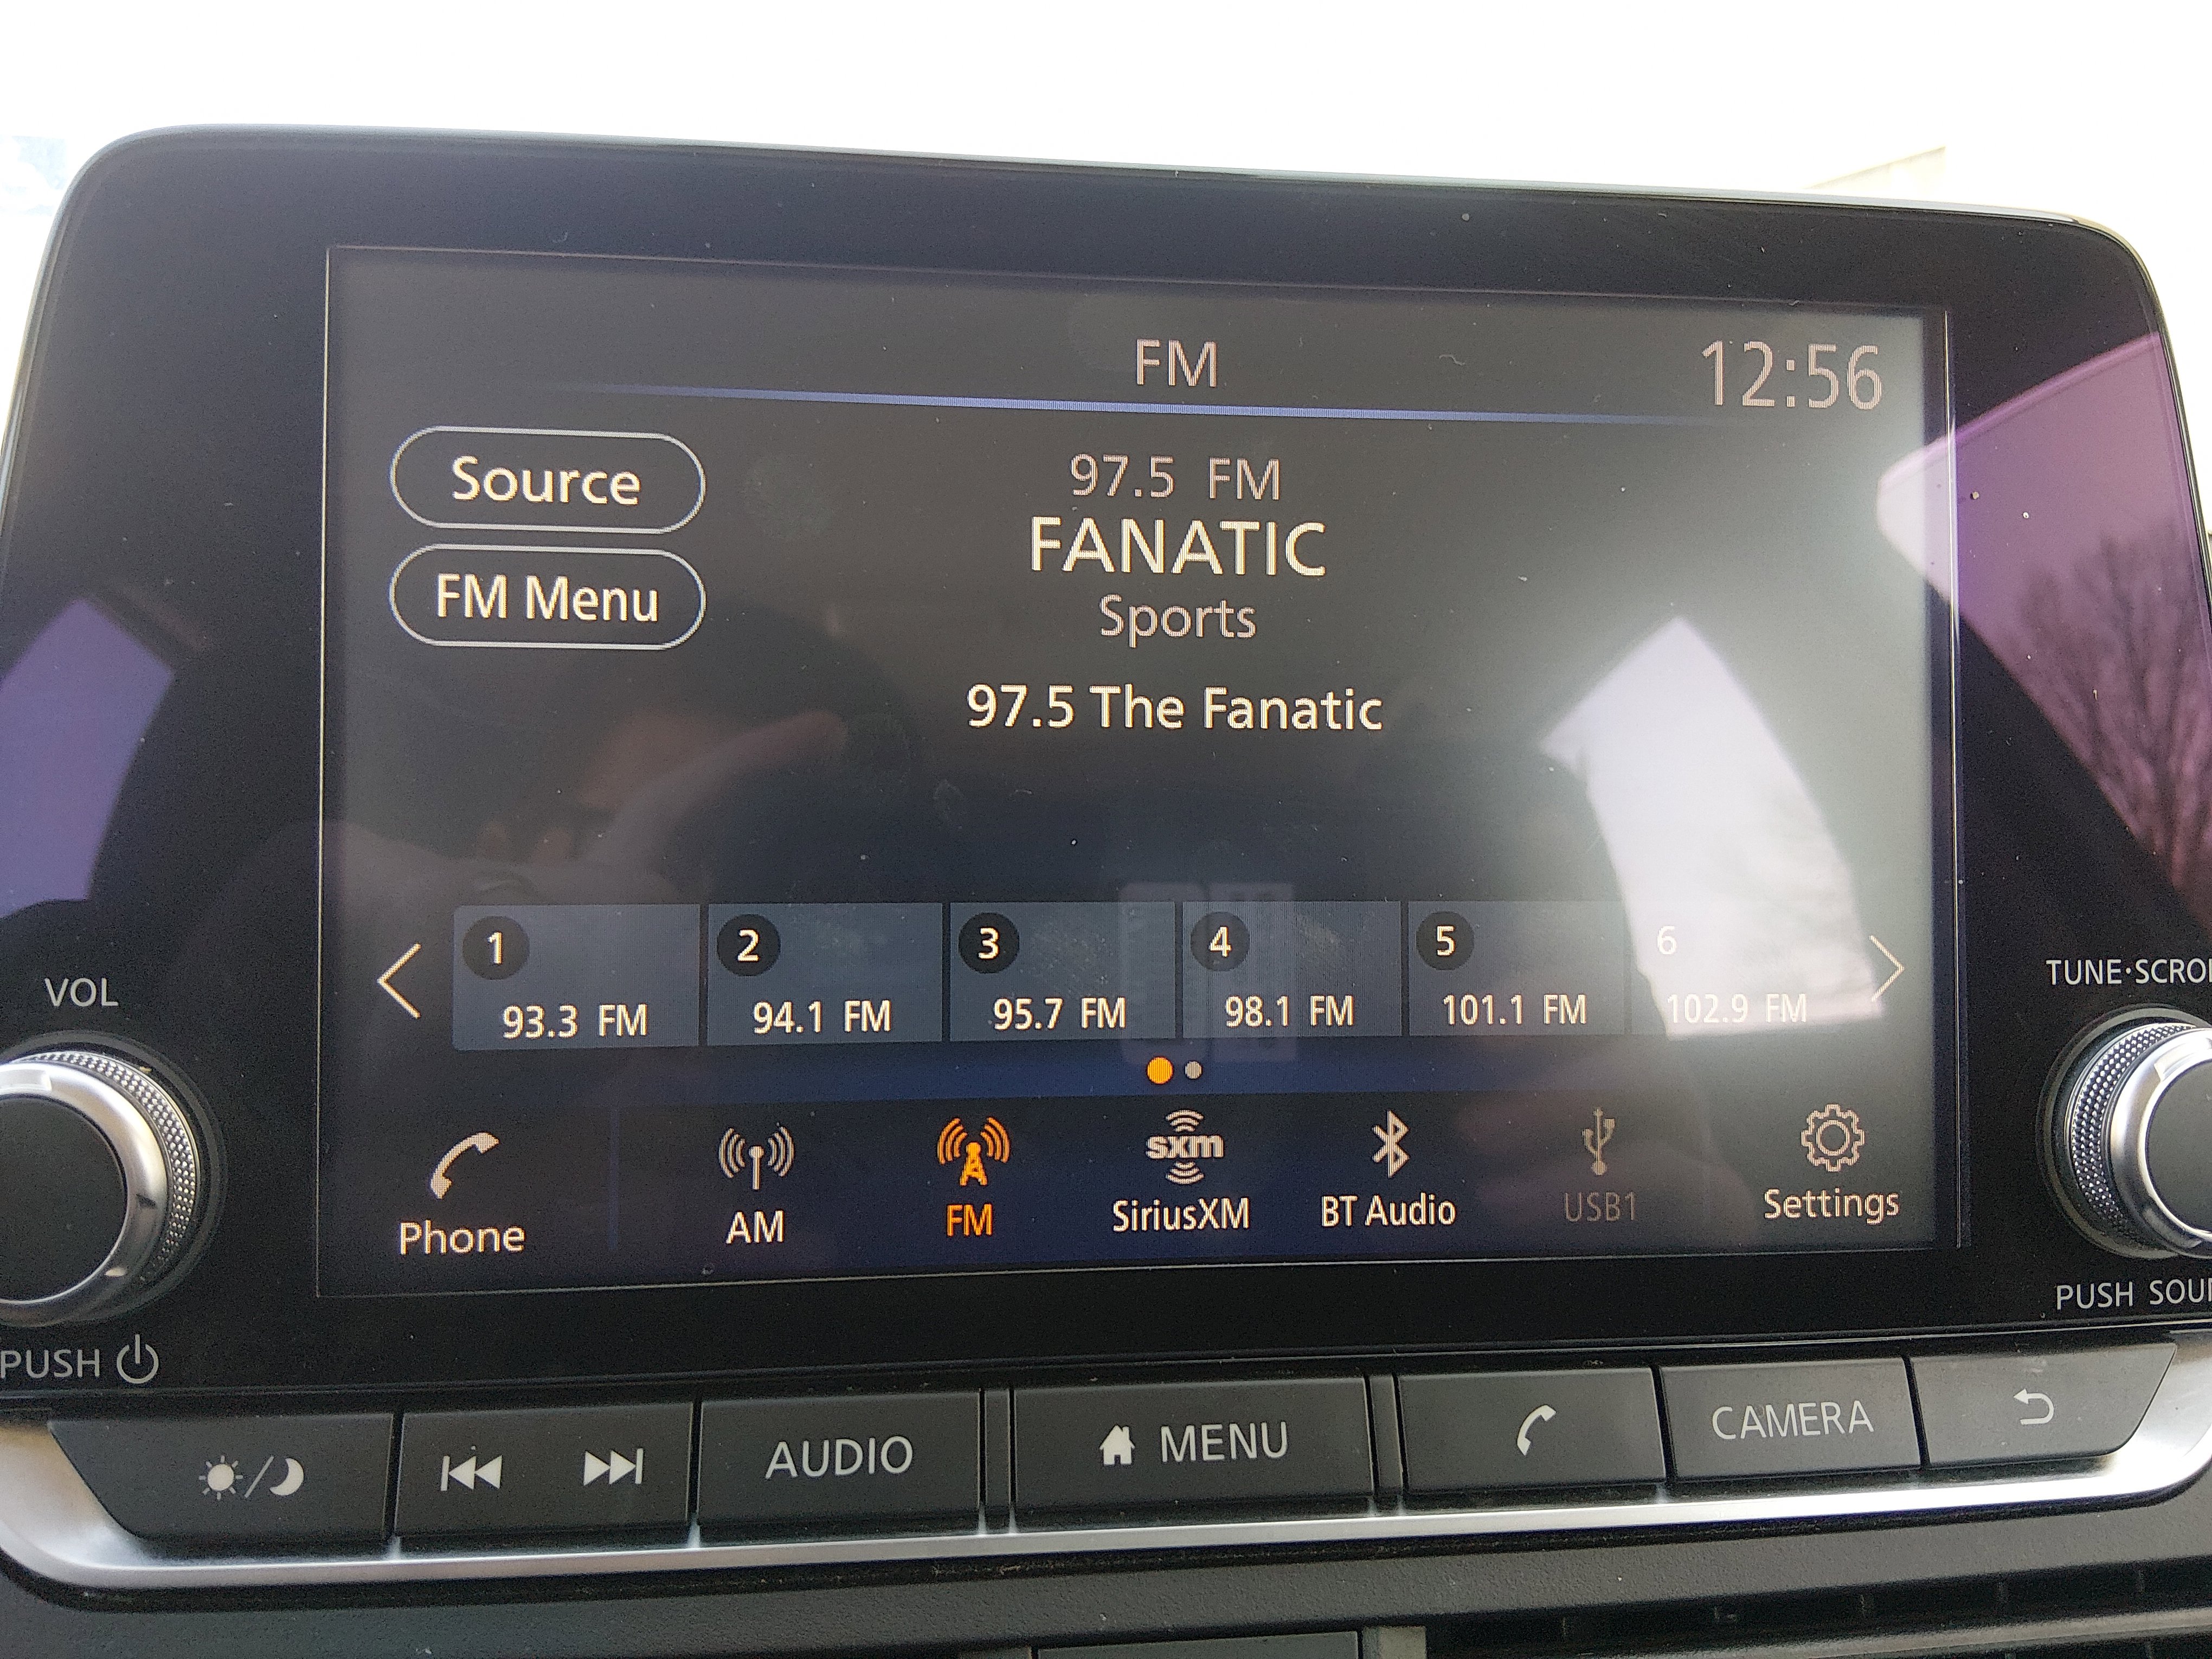 FM
12:56
Source
FM Menu
97.5 FM
FANATIC
Sports
97.5 The Fanatic
1
93.3 FM
2
94.1 FM
3
95.7 FM
4
98.1 FM
5
101.1 FM
6
102.9 FM
Phone
AM
FM
sxm
SiriusXM
BT Audio
USB1
Settings
VOL
PUSH
TUNE·SCRO
PUSH SOU
AUDIO
MENU
CAMERA